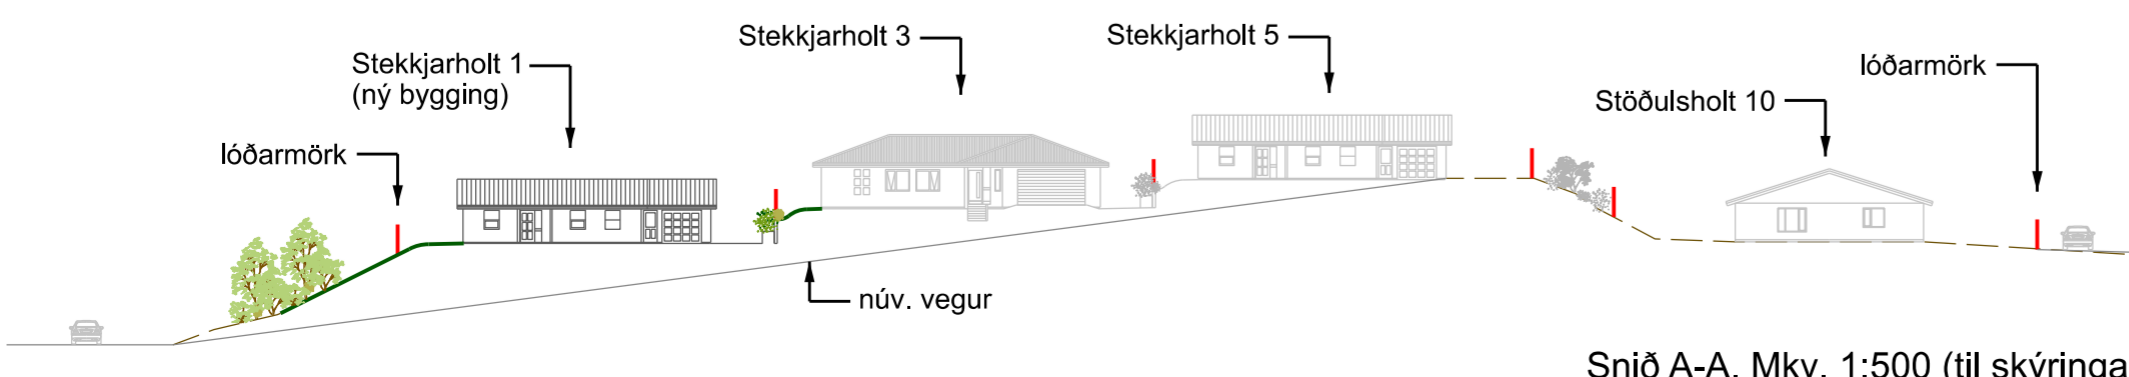 Stekkjarholt 1
(ný bygging)
Stekkjarholt 3
Stekkjarholt 5
lóðarmörk
Stöðulsholt 10
lóðarmörk
núv. vegur
Snið A-A. Mkv. 1:500 (til skýringa